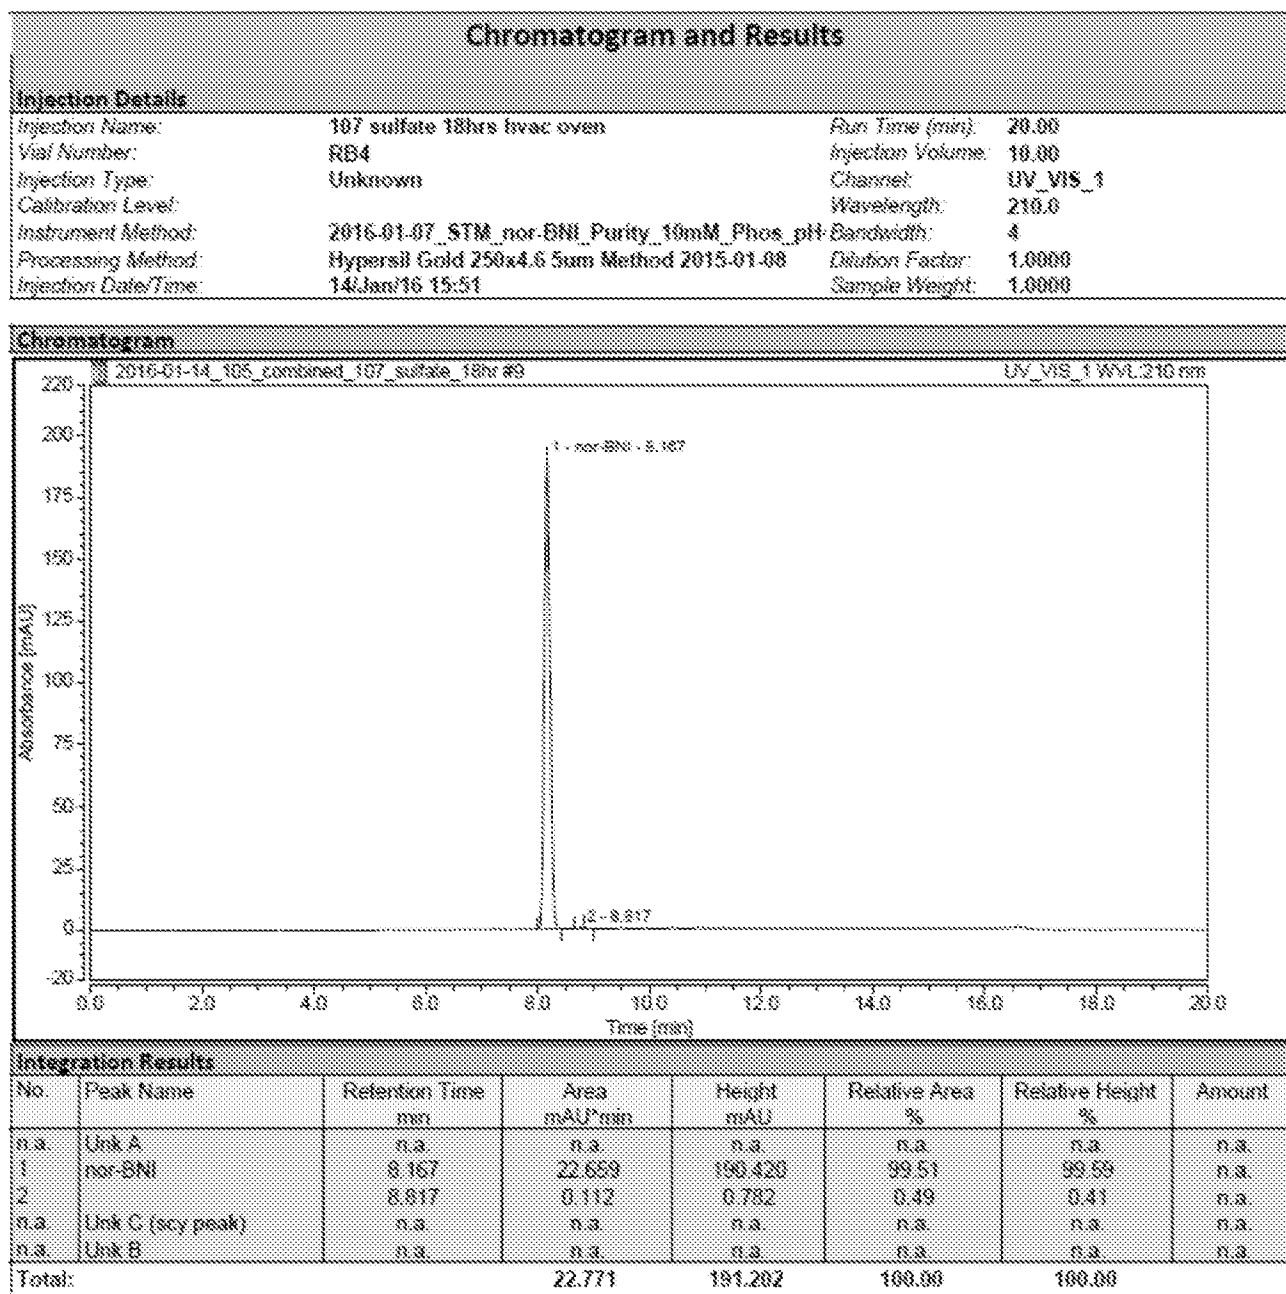 Chromatogram and Results
Injection Details
Injection Name: 107 sulfate 18hrs hvac oven Run Time (min): 20.00
Vial Number: RB4 Injection Volume: 10.00
Injection Type: Unknown Channel: UV_VIS_1
Calibration Level: Wavelength: 210.0
Instrument Method: 2016-01-07_STM_nor-BNI_Purity_10mM_Phos_pH- Bandwidth: 4
Processing Method: Hypersil Gold 250x4.6 5um Method 2015-01-08 Dilution Factor: 1.0000
Injection Date/Time: 14/Jan/16 15:51 Sample Weight: 1.0000
Chromatogram
2016-01-14_105_combined_107_sulfate_18hr #9 UV_VIS_1 WVL:210 nm
220
200
175
150
125
100
75
50
25
0
-20
Absorbance [mAU]
1 - nor-BNI - 8.167
2 - 8.817
0.0 2.0 4.0 6.0 8.0 10.0 12.0 14.0 16.0 18.0 20.0
Time [min]
Integration Results
No. Peak Name Retention Time Area Height Relative Area Relative Height Amount
min mAU*min mAU % %
n.a. Unk A n.a. n.a. n.a. n.a. n.a. n.a.
1 nor-BNI 8.167 22.659 190.420 99.51 99.59 n.a.
2 8.817 0.112 0.782 0.49 0.41 n.a.
n.a. Unk C (scy peak) n.a. n.a. n.a. n.a. n.a. n.a.
n.a. Unk B n.a. n.a. n.a. n.a. n.a. n.a.
Total: 22.771 191.202 100.00 100.00